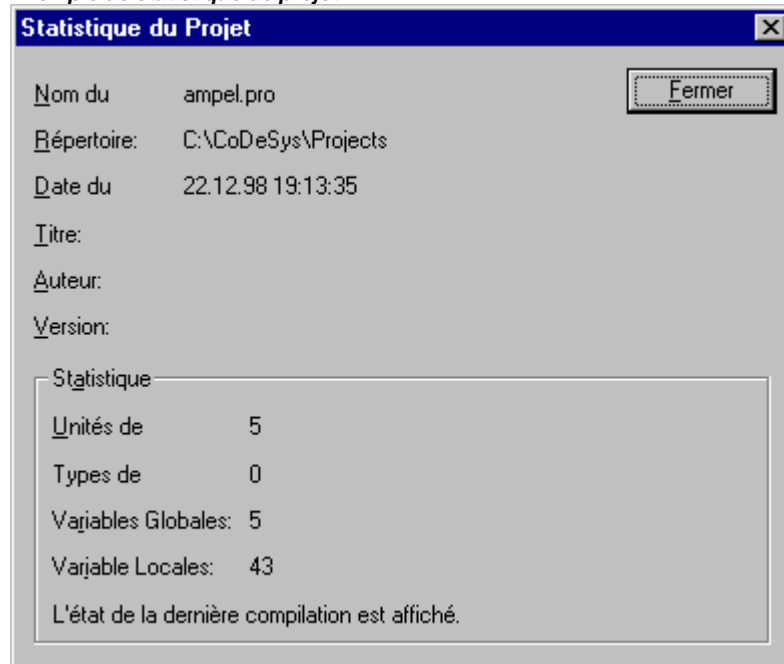 Statistique du Projet
Nom du ampel.pro Fermer
Répertoire: C:\CoDeSys\Projects
Date du 22.12.98 19:13:35
Titre:
Auteur:
Version:
Statistique
Unités de 5
Types de 0
Variables Globales: 5
Variable Locales: 43
L'état de la dernière compilation est affiché.